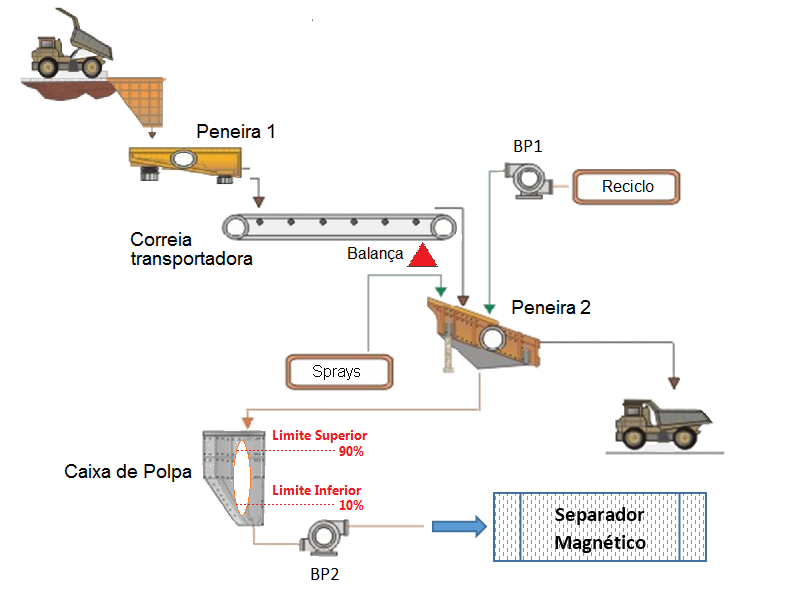 Peneira 1
BP1
Reciclo
Correia
transportadora
Balança
Peneira 2
Sprays
Limite Superior
90%
Caixa de Polpa
Limite Inferior
10%
Separador
Magnético
BP2